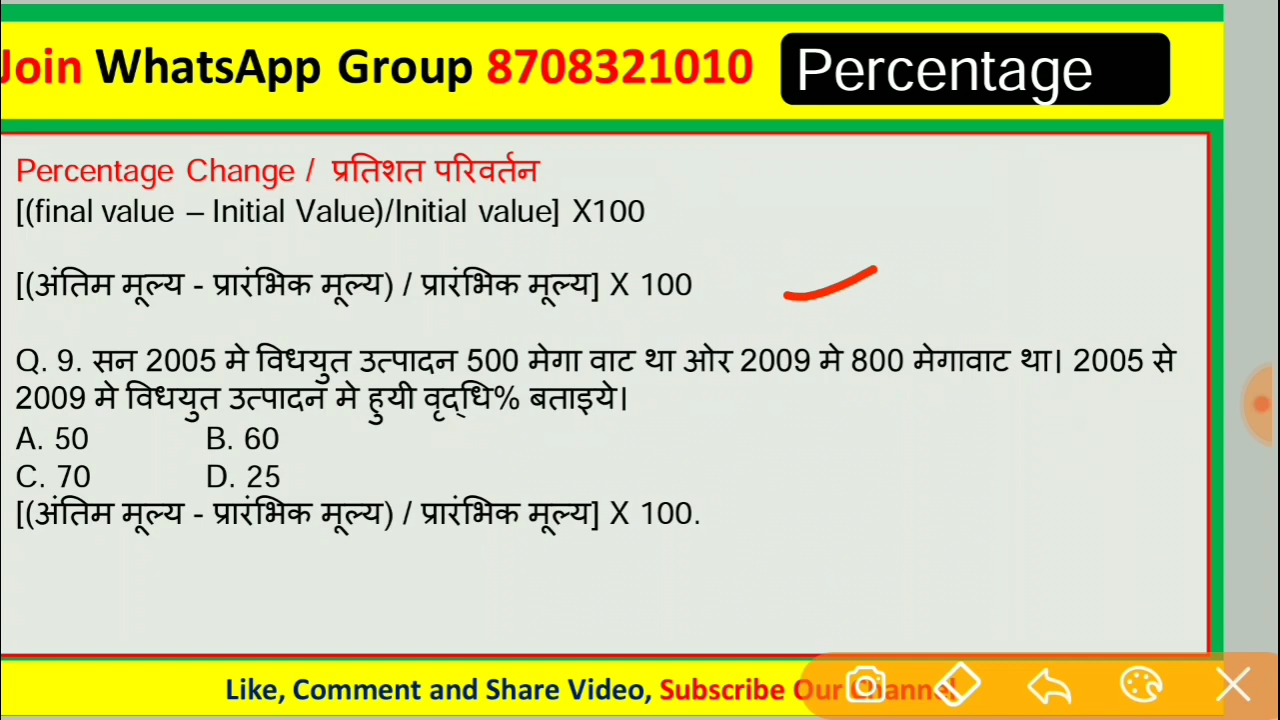 Join WhatsApp Group 8708321010
Percentage
Percentage Change / प्रतिशत परिवर्तन
[(final value – Initial Value)/Initial value] X100
[(अंतिम मूल्य - प्रारंभिक मूल्य) / प्रारंभिक मूल्य] X 100
Q. 9. सन 2005 मे विधयुत उत्पादन 500 मेगा वाट था ओर 2009 मे 800 मेगावाट था| 2005 से
2009 मे विधयुत उत्पादन मे हुयी वृद्धि% बताइये|
A. 50 B. 60
C. 70 D. 25
[(अंतिम मूल्य - प्रारंभिक मूल्य) / प्रारंभिक मूल्य] X 100.
Like, Comment and Share Video, Subscribe Our Channel